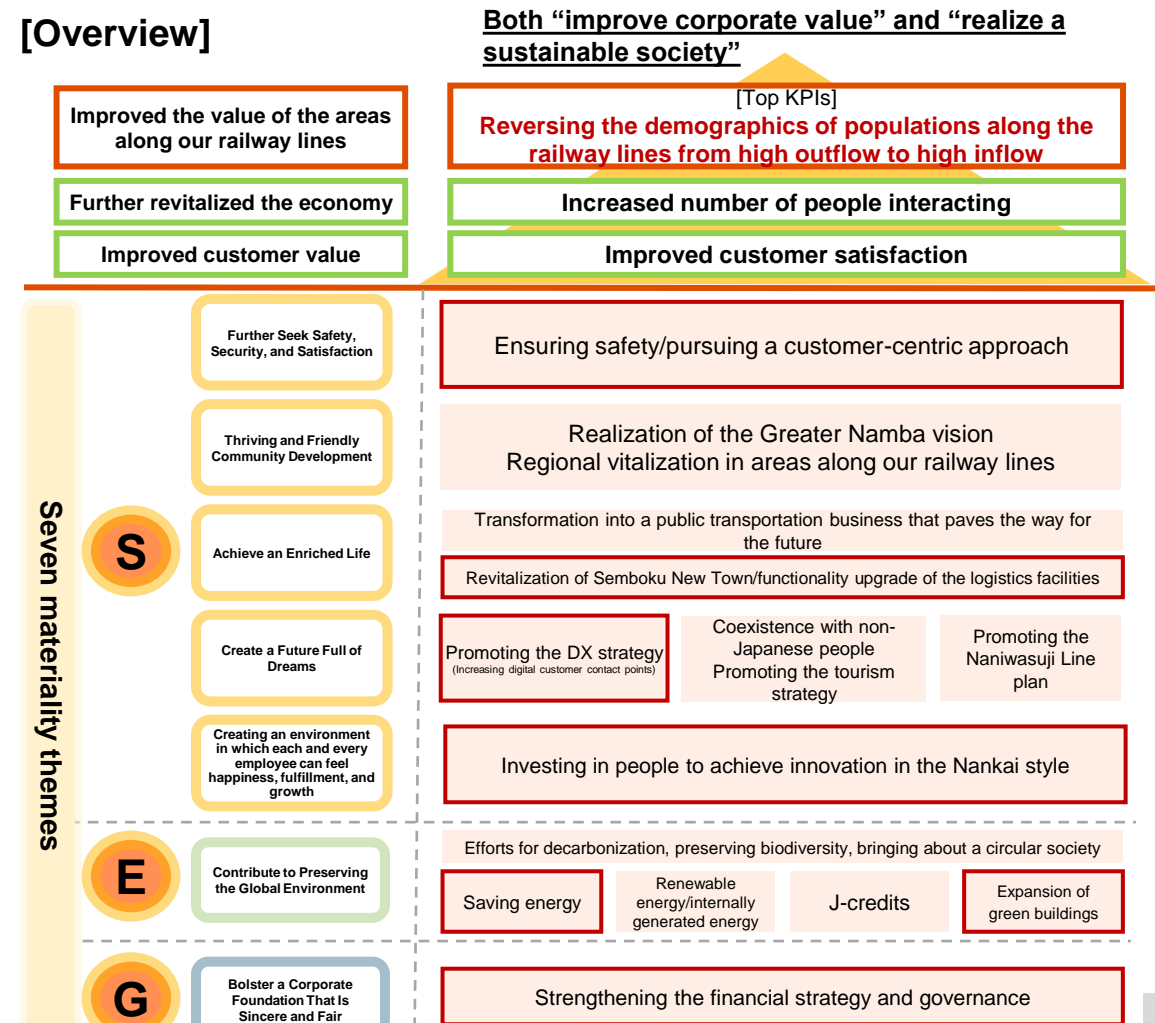 [Overview]
Both “improve corporate value” and “realize a
sustainable society”
Improved the value of the areas
along our railway lines
[Top KPIs]
Reversing the demographics of populations along the
railway lines from high outflow to high inflow
Further revitalized the economy
Increased number of people interacting
Improved customer value
Improved customer satisfaction
Seven materiality themes
S
Further Seek Safety,
Security, and Satisfaction
Ensuring safety/pursuing a customer-centric approach
Thriving and Friendly
Community Development
Realization of the Greater Namba vision
Regional vitalization in areas along our railway lines
Achieve an Enriched Life
Transformation into a public transportation business that paves the way for
the future
Revitalization of Semboku New Town/functionality upgrade of the logistics facilities
Create a Future Full of
Dreams
Promoting the DX strategy
(Increasing digital customer contact points)
Coexistence with non-
Japanese people
Promoting the tourism
strategy
Promoting the
Naniwasuji Line
plan
Creating an environment
in which each and every
employee can feel
happiness, fulfillment, and
growth
Investing in people to achieve innovation in the Nankai style
E
Contribute to Preserving
the Global Environment
Efforts for decarbonization, preserving biodiversity, bringing about a circular society
Saving energy
Renewable
energy/internally
generated energy
J-credits
Expansion of
green buildings
G
Bolster a Corporate
Foundation That Is
Sincere and Fair
Strengthening the financial strategy and governance